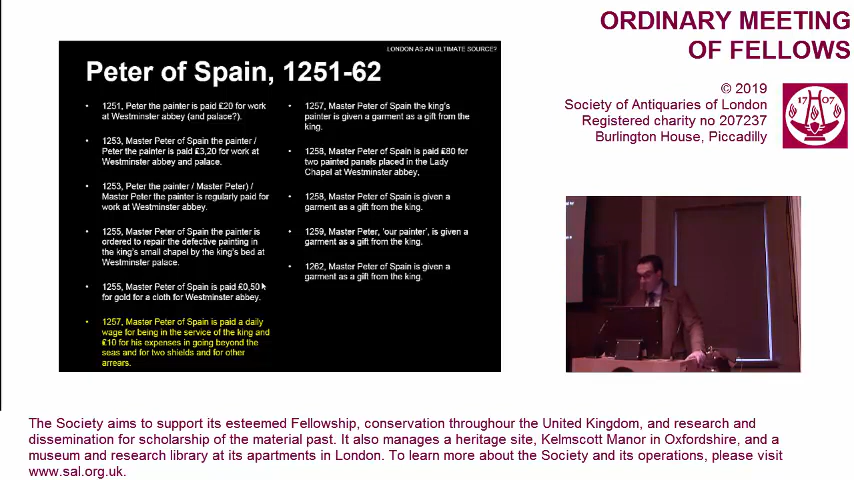 ORDINARY MEETING
OF FELLOWS
© 2019
Society of Antiquaries of London
Registered charity no 207237
Burlington House, Piccadilly
17 07
LONDON AS AN ULTIMATE SOURCE?
Peter of Spain, 1251-62
• 1251, Peter the painter is paid £20 for work
at Westminster abbey (and palace?).
• 1253, Master Peter of Spain the painter /
Peter the painter is paid £3,20 for work at
Westminster abbey and palace.
• 1253, Peter the painter / Master Peter) /
Master Peter the painter is regularly paid for
work at Westminster abbey.
• 1255, Master Peter of Spain the painter is
ordered to repair the defective painting in
the king's small chapel by the king's bed at
Westminster palace.
• 1255, Master Peter of Spain is paid £0,50
for gold for a cloth for Westminster abbey.
• 1257, Master Peter of Spain is paid a daily
wage for being in the service of the king and
£10 for his expenses in going beyond the
seas and for two shields and for other
arrears.
• 1257, Master Peter of Spain the king's
painter is given a garment as a gift from the
king.
• 1258, Master Peter of Spain is paid £80 for
two painted panels placed in the Lady
Chapel at Westminster abbey,
• 1258, Master Peter of Spain is given a
garment as a gift from the king.
• 1259, Master Peter, 'our painter', is given a
garment as a gift from the king.
• 1262, Master Peter of Spain is given a
garment as a gift from the king.
The Society aims to support its esteemed Fellowship, conservation throughour the United Kingdom, and research and
dissemination for scholarship of the material past. It also manages a heritage site, Kelmscott Manor in Oxfordshire, and a
museum and research library at its apartments in London. To learn more about the Society and its operations, please visit
www.sal.org.uk.